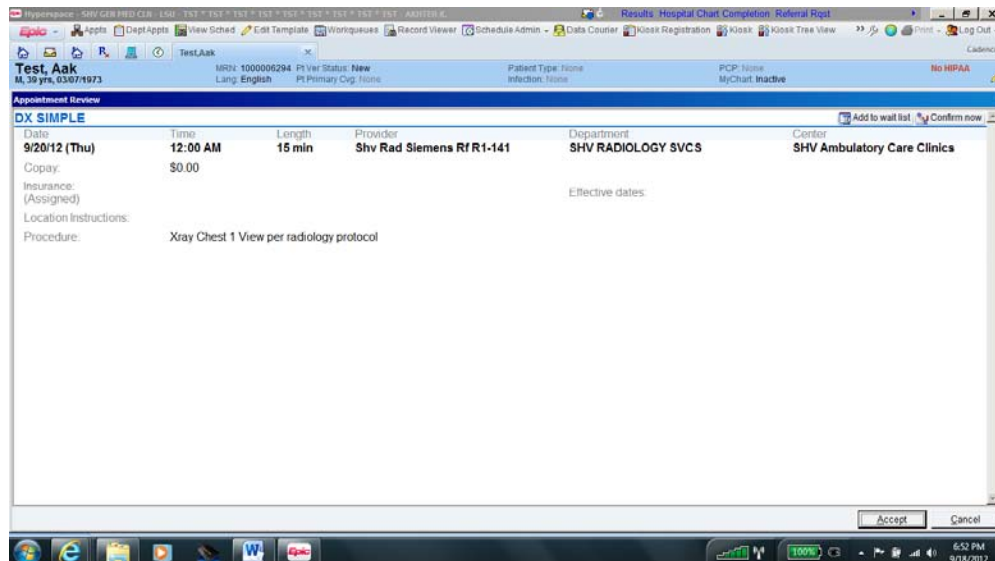 Hyperspace - SHV GEN MED CLN - LSU - TST * TST * TST * TST * TST * TST * TST * TST * TST - AKHTER K. Results Hospital Chart Completion Referral Rqst
Epic Appts DeptAppts View Sched Edit Template Workqueues Record Viewer Schedule Admin Data Courier Kiosk Registration Kiosk Kiosk Tree View Print Log Out
Test,Aak
Test, Aak MRN: 1000006294 Pt Ver Status: New Patient Type: None PCP: None No HIPAA
M, 39 yrs, 03/07/1973 Lang: English Pt Primary Cvg: None Infection: None MyChart: Inactive
Appointment Review
DX SIMPLE Add to wait list Confirm now
Date Time Length Provider Department Center
9/20/12 (Thu) 12:00 AM 15 min Shv Rad Siemens Rf R1-141 SHV RADIOLOGY SVCS SHV Ambulatory Care Clinics
Copay: $0.00
Insurance: Effective dates:
(Assigned)
Location Instructions:
Procedure: Xray Chest 1 View per radiology protocol
Accept Cancel
W Epic 100% 6:52 PM
9/18/2012